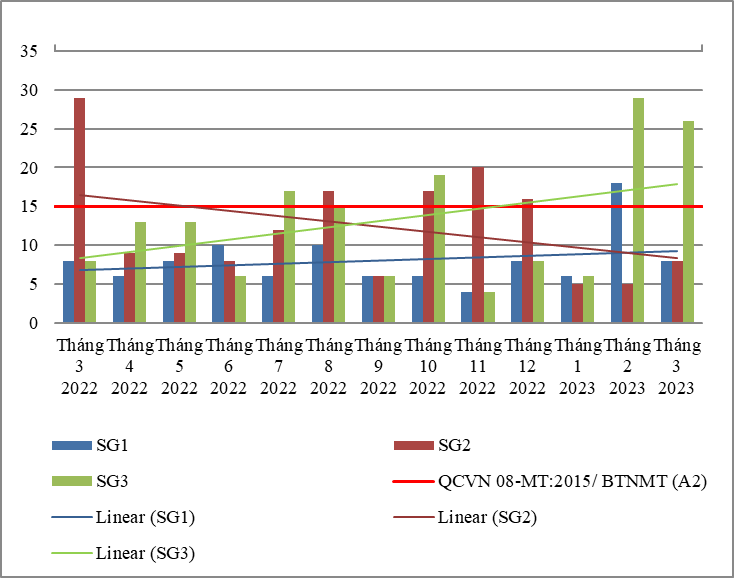 35
30
25
20
15
10
5
0
Tháng Tháng Tháng Tháng Tháng Tháng Tháng Tháng Tháng Tháng Tháng Tháng Tháng
3 4 5 6 7 8 9 10 11 12 1 2 3
2022 2022 2022 2022 2022 2022 2022 2022 2022 2022 2023 2023 2023
SG1 SG2
SG3 QCVN 08-MT:2015/ BTNMT (A2)
Linear (SG1) Linear (SG2)
Linear (SG3)